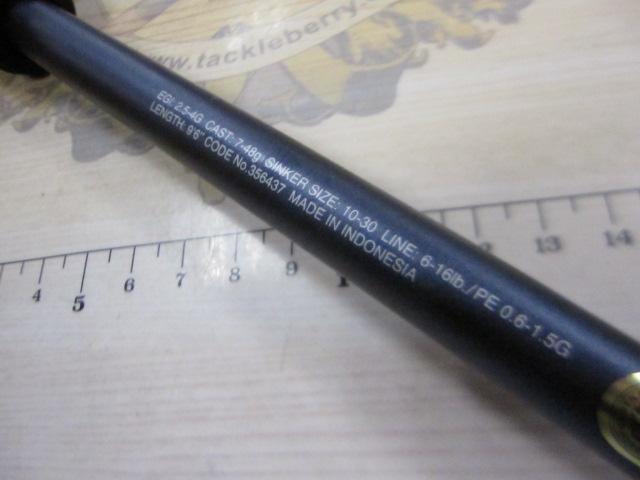 www.tackleberry.co
EGI: 2.5-4G CAST: 7-48g SINKER SIZE: 10-30 LINE: 6-16lb./PE 0.6-1.5G
LENGTH: 9'6" CODE No.356437 MADE IN INDONESIA
4 5 6 7 8 9 12 13 14